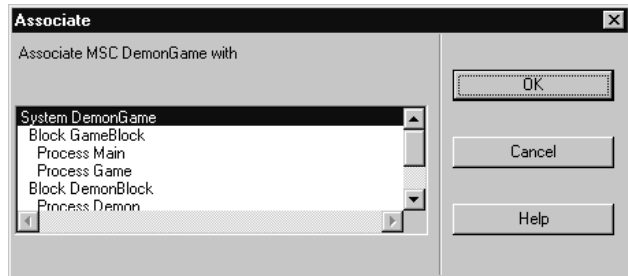 Associate
Associate MSC DemonGame with
OK
System DemonGame
Block GameBlock
Process Main
Process Game
Block DemonBlock
Process Demon
Cancel
Help